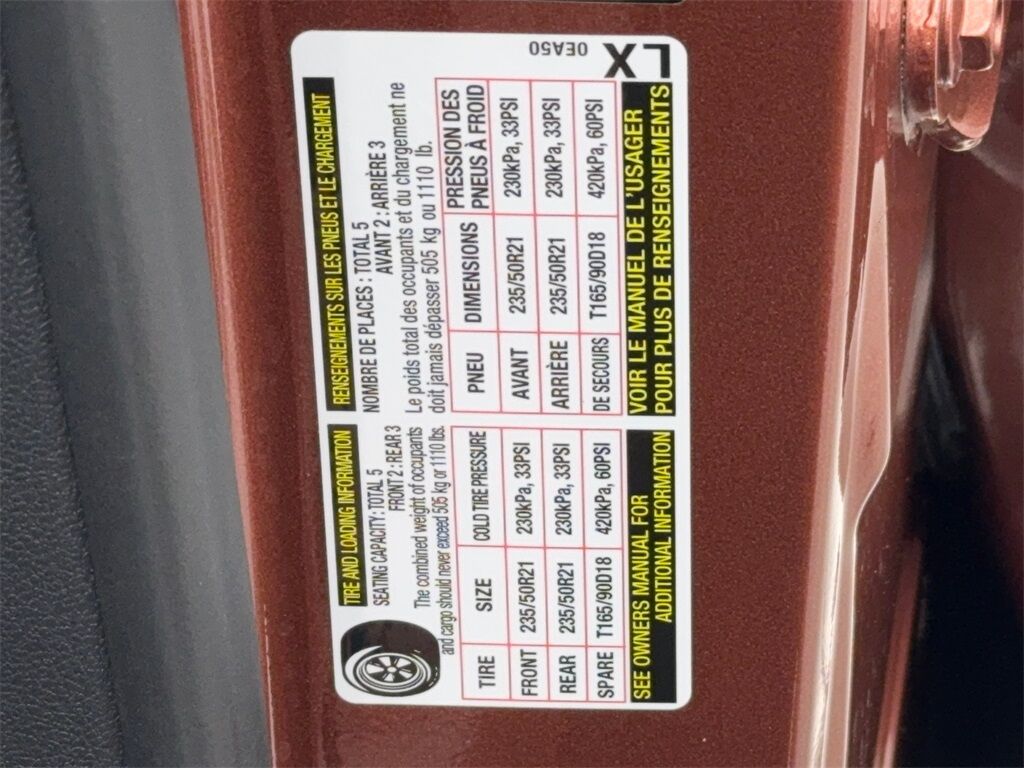 TIRE AND LOADING INFORMATION
SEATING CAPACITY : TOTAL 5
FRONT 2 : REAR 3
The combined weight of occupants
and cargo should never exceed 505 kg or 1110 lbs.
TIRE SIZE COLD TIRE PRESSURE
FRONT 235/50R21 230kPa, 33PSI
REAR 235/50R21 230kPa, 33PSI
SPARE T165/90D18 420kPa, 60PSI
SEE OWNERS MANUAL FOR
ADDITIONAL INFORMATION
RENSEIGNEMENTS SUR LES PNEUS ET LE CHARGEMENT
NOMBRE DE PLACES : TOTAL 5
AVANT 2 : ARRIÈRE 3
Le poids total des occupants et du chargement ne
doit jamais dépasser 505 kg ou 1110 lb.
PNEU DIMENSIONS PRESSION DES
PNEUS À FROID
AVANT 235/50R21 230kPa, 33PSI
ARRIÈRE 235/50R21 230kPa, 33PSI
DE SECOURS T165/90D18 420kPa, 60PSI
VOIR LE MANUEL DE L'USAGER
POUR PLUS DE RENSEIGNEMENTS
0EA50
LX